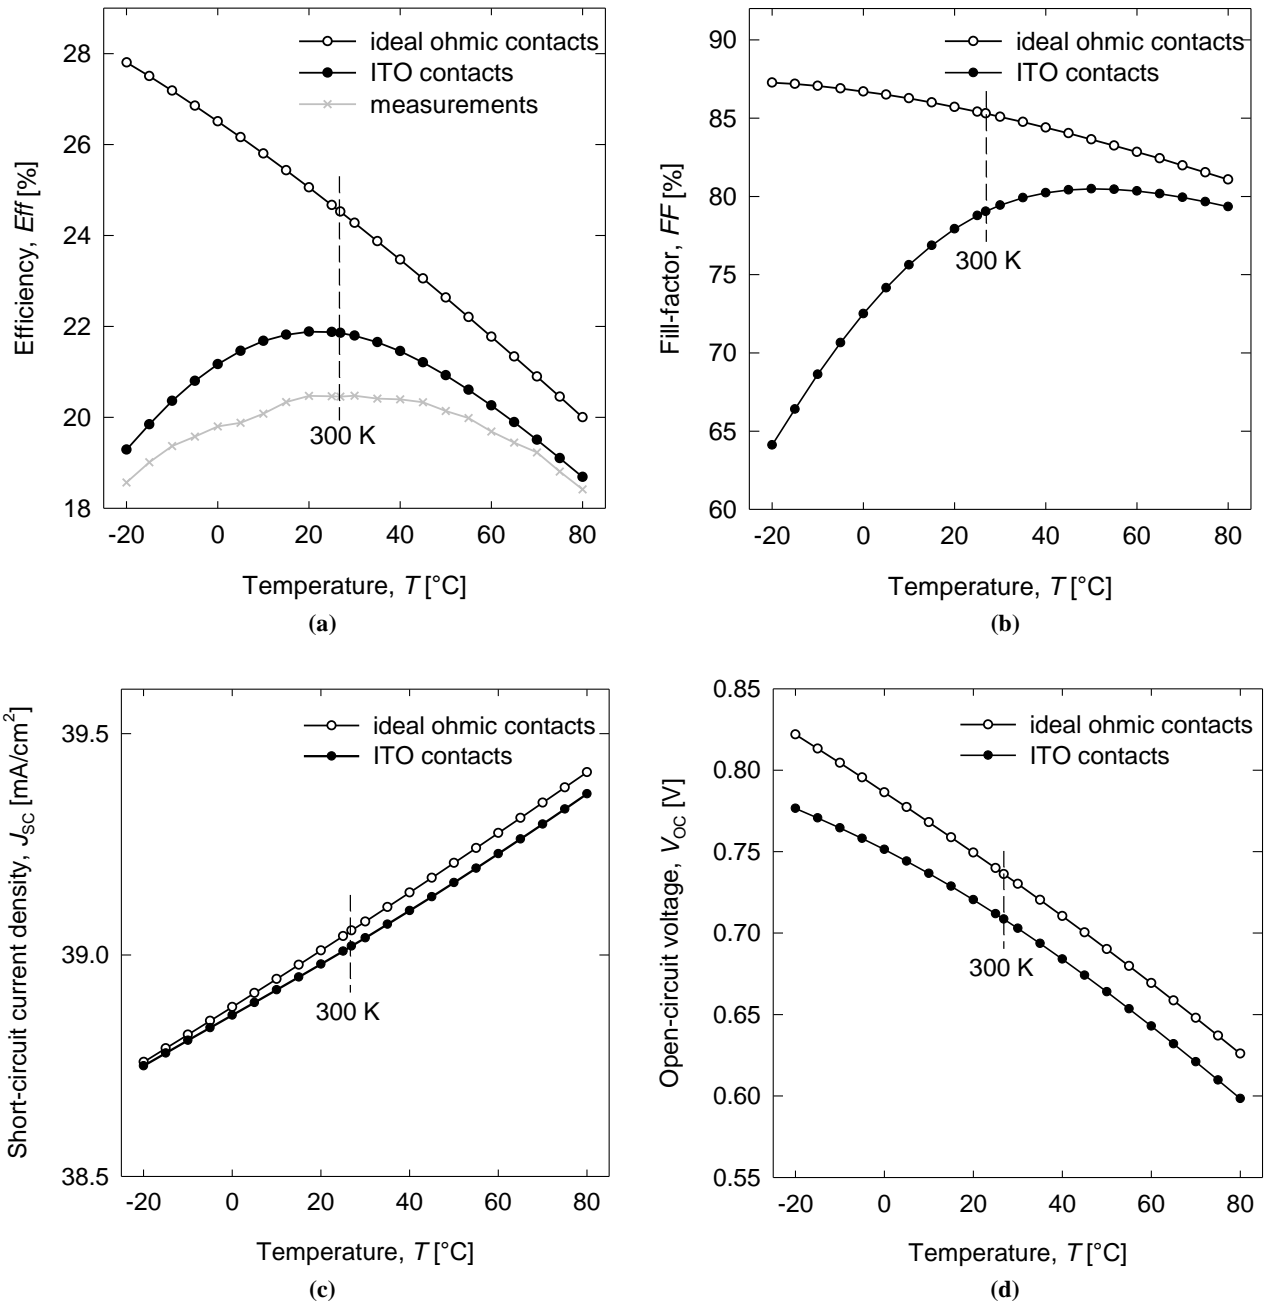 28
26
24
22
20
18
Efficiency, Eff [%]
ideal ohmic contacts
ITO contacts
measurements
300 K
-20 0 20 40 60 80
Temperature, T [°C]
(a)
90
85
80
75
70
65
60
Fill-factor, FF [%]
ideal ohmic contacts
ITO contacts
300 K
-20 0 20 40 60 80
Temperature, T [°C]
(b)
39.5
39.0
38.5
Short-circuit current density, JSC [mA/cm²]
ideal ohmic contacts
ITO contacts
300 K
-20 0 20 40 60 80
Temperature, T [°C]
(c)
0.85
0.80
0.75
0.70
0.65
0.60
0.55
Open-circuit voltage, VOC [V]
ideal ohmic contacts
ITO contacts
300 K
-20 0 20 40 60 80
Temperature, T [°C]
(d)